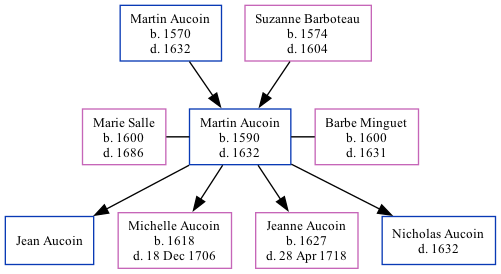 Martin Aucoin
b. 1570
d. 1632
Suzanne Barboteau
b. 1574
d. 1604
Marie Salle
b. 1600
d. 1686
Martin Aucoin
b. 1590
d. 1632
Barbe Minguet
b. 1600
d. 1631
Jean Aucoin
Michelle Aucoin
b. 1618
d. 18 Dec 1706
Jeanne Aucoin
b. 1627
d. 28 Apr 1718
Nicholas Aucoin
d. 1632